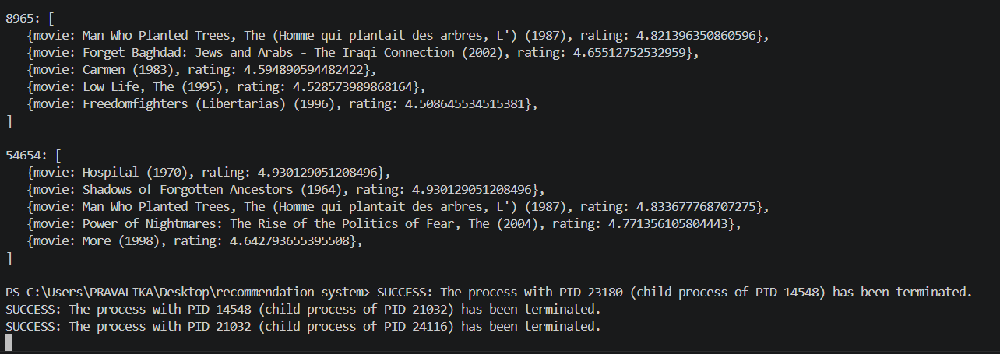 8965: [
{movie: Man Who Planted Trees, The (Homme qui plantait des arbres, L') (1987), rating: 4.821396350860596},
{movie: Forget Baghdad: Jews and Arabs - The Iraqi Connection (2002), rating: 4.65512752532959},
{movie: Carmen (1983), rating: 4.594890594482422},
{movie: Low Life, The (1995), rating: 4.528573989868164},
{movie: Freedomfighters (Libertarias) (1996), rating: 4.508645534515381},
]
54654: [
{movie: Hospital (1970), rating: 4.930129051208496},
{movie: Shadows of Forgotten Ancestors (1964), rating: 4.930129051208496},
{movie: Man Who Planted Trees, The (Homme qui plantait des arbres, L') (1987), rating: 4.833677768707275},
{movie: Power of Nightmares: The Rise of the Politics of Fear, The (2004), rating: 4.771356105804443},
{movie: More (1998), rating: 4.642793655395508},
]
PS C:\Users\PRAVALIKA\Desktop\recommendation-system> SUCCESS: The process with PID 23180 (child process of PID 14548) has been terminated.
SUCCESS: The process with PID 14548 (child process of PID 21032) has been terminated.
SUCCESS: The process with PID 21032 (child process of PID 24116) has been terminated.